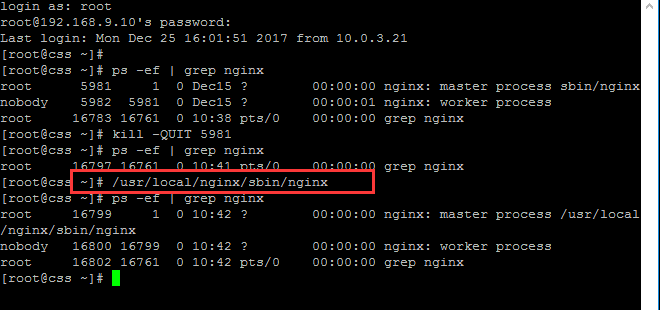 login as: root
root@192.168.9.10's password:
Last login: Mon Dec 25 16:01:51 2017 from 10.0.3.21
[root@css ~]#
[root@css ~]# ps -ef | grep nginx
root      5981     1  0 Dec15 ?        00:00:00 nginx: master process sbin/nginx
nobody    5982  5981  0 Dec15 ?        00:00:01 nginx: worker process
root     16783 16761  0 10:38 pts/0    00:00:00 grep nginx
[root@css ~]# kill -QUIT 5981
[root@css ~]# ps -ef | grep nginx
root     16797 16761  0 10:41 pts/0    00:00:00 grep nginx
[root@css ~]# /usr/local/nginx/sbin/nginx
[root@css ~]# ps -ef | grep nginx
root     16799     1  0 10:42 ?        00:00:00 nginx: master process /usr/local
/nginx/sbin/nginx
nobody   16800 16799  0 10:42 ?        00:00:00 nginx: worker process
root     16802 16761  0 10:42 pts/0    00:00:00 grep nginx
[root@css ~]#